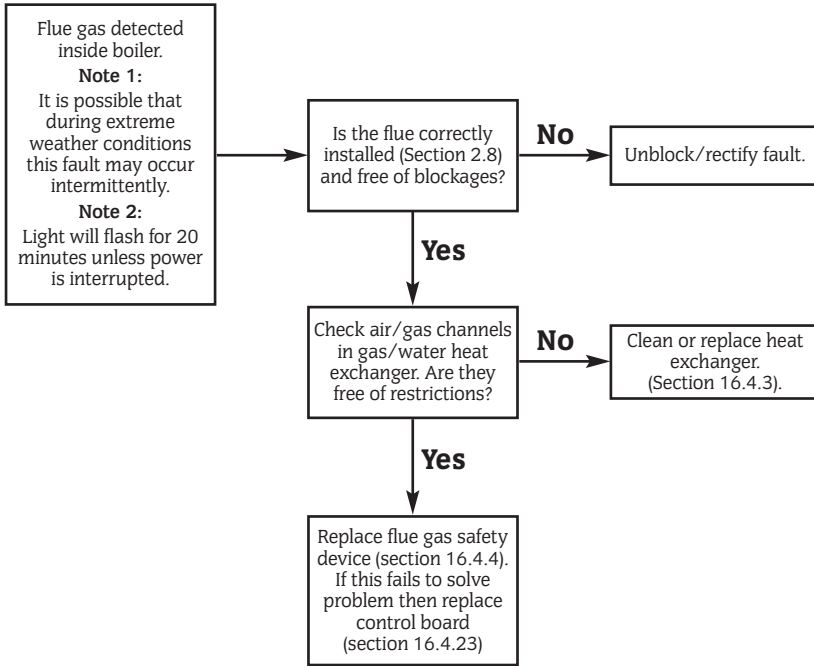 Flue gas detected
inside boiler.
Note 1:
It is possible that
during extreme
weather conditions
this fault may occur
intermittently.
Note 2:
Light will flash for 20
minutes unless power
is interrupted.
Is the flue correctly
installed (Section 2.8)
and free of blockages?
No
Unblock/rectify fault.
Yes
Check air/gas channels
in gas/water heat
exchanger. Are they
free of restrictions?
No
Clean or replace heat
exchanger.
(Section 16.4.3).
Yes
Replace flue gas safety
device (section 16.4.4).
If this fails to solve
problem then replace
control board
(section 16.4.23)